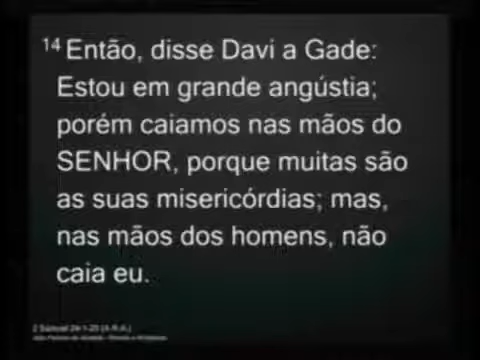 14 Então, disse Davi a Gade:
Estou em grande angústia;
porém caiamos nas mãos do
SENHOR, porque muitas são
as suas misericórdias; mas,
nas mãos dos homens, não
caia eu.
2 Samuel 24:1-25 (A.R.A.)